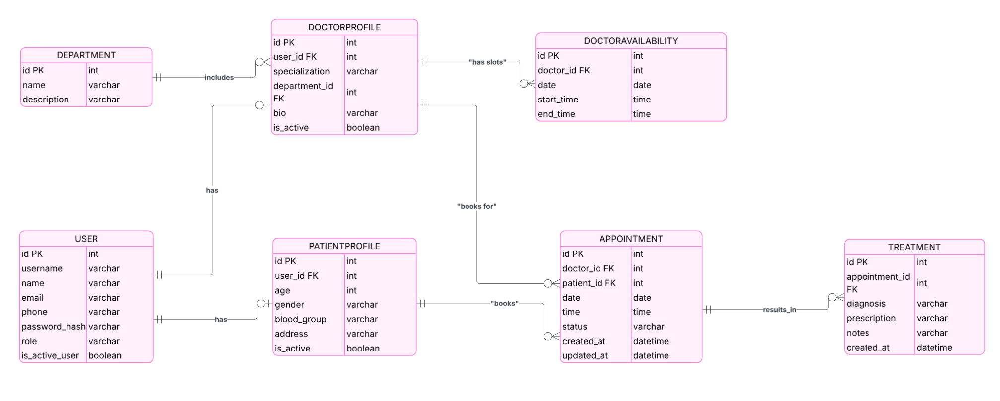 DEPARTMENT
id PK int
name varchar
description varchar
includes
DOCTORPROFILE
id PK int
user_id FK int
specialization varchar
department_id
FK int
bio varchar
is_active boolean
"has slots"
DOCTORAVAILABILITY
id PK int
doctor_id FK int
date date
start_time time
end_time time
has
"books for"
USER
id PK int
username varchar
name varchar
email varchar
phone varchar
password_hash varchar
role varchar
is_active_user boolean
has
PATIENTPROFILE
id PK int
user_id FK int
age int
gender varchar
blood_group varchar
address varchar
is_active boolean
"books"
APPOINTMENT
id PK int
doctor_id FK int
patient_id FK int
date date
time time
status varchar
created_at datetime
updated_at datetime
results_in
TREATMENT
id PK int
appointment_id
FK int
diagnosis varchar
prescription varchar
notes varchar
created_at datetime